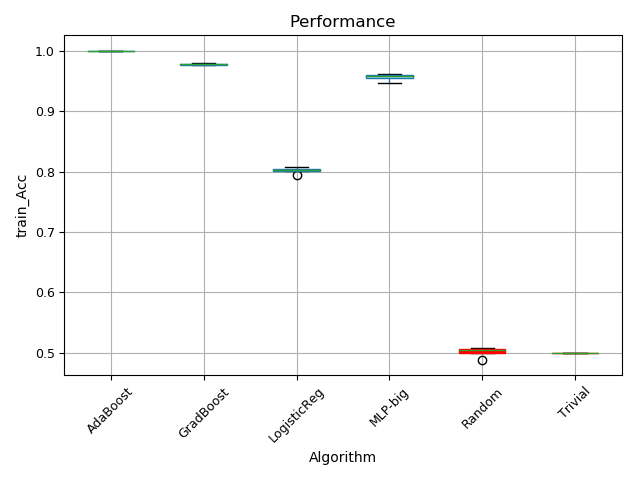 Performance
train_Acc
1.0
0.9
0.8
0.7
0.6
0.5
AdaBoost
GradBoost
LogisticReg
MLP-big
Random
Trivial
Algorithm